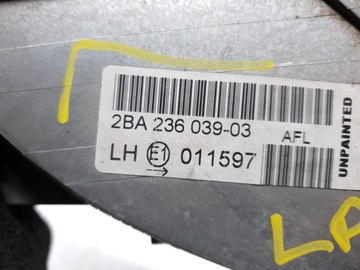 2BA 236 039-03 AFL
LH E1 011597
UNPAINTED